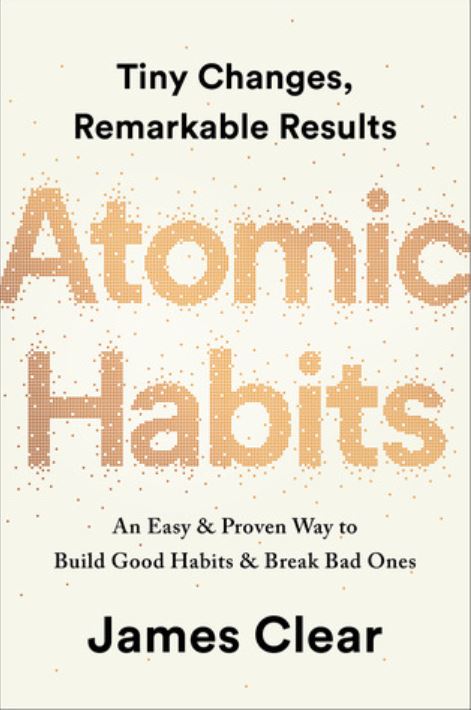 Tiny Changes,
Remarkable Results
Atomic
Habits
An Easy & Proven Way to
Build Good Habits & Break Bad Ones
James Clear